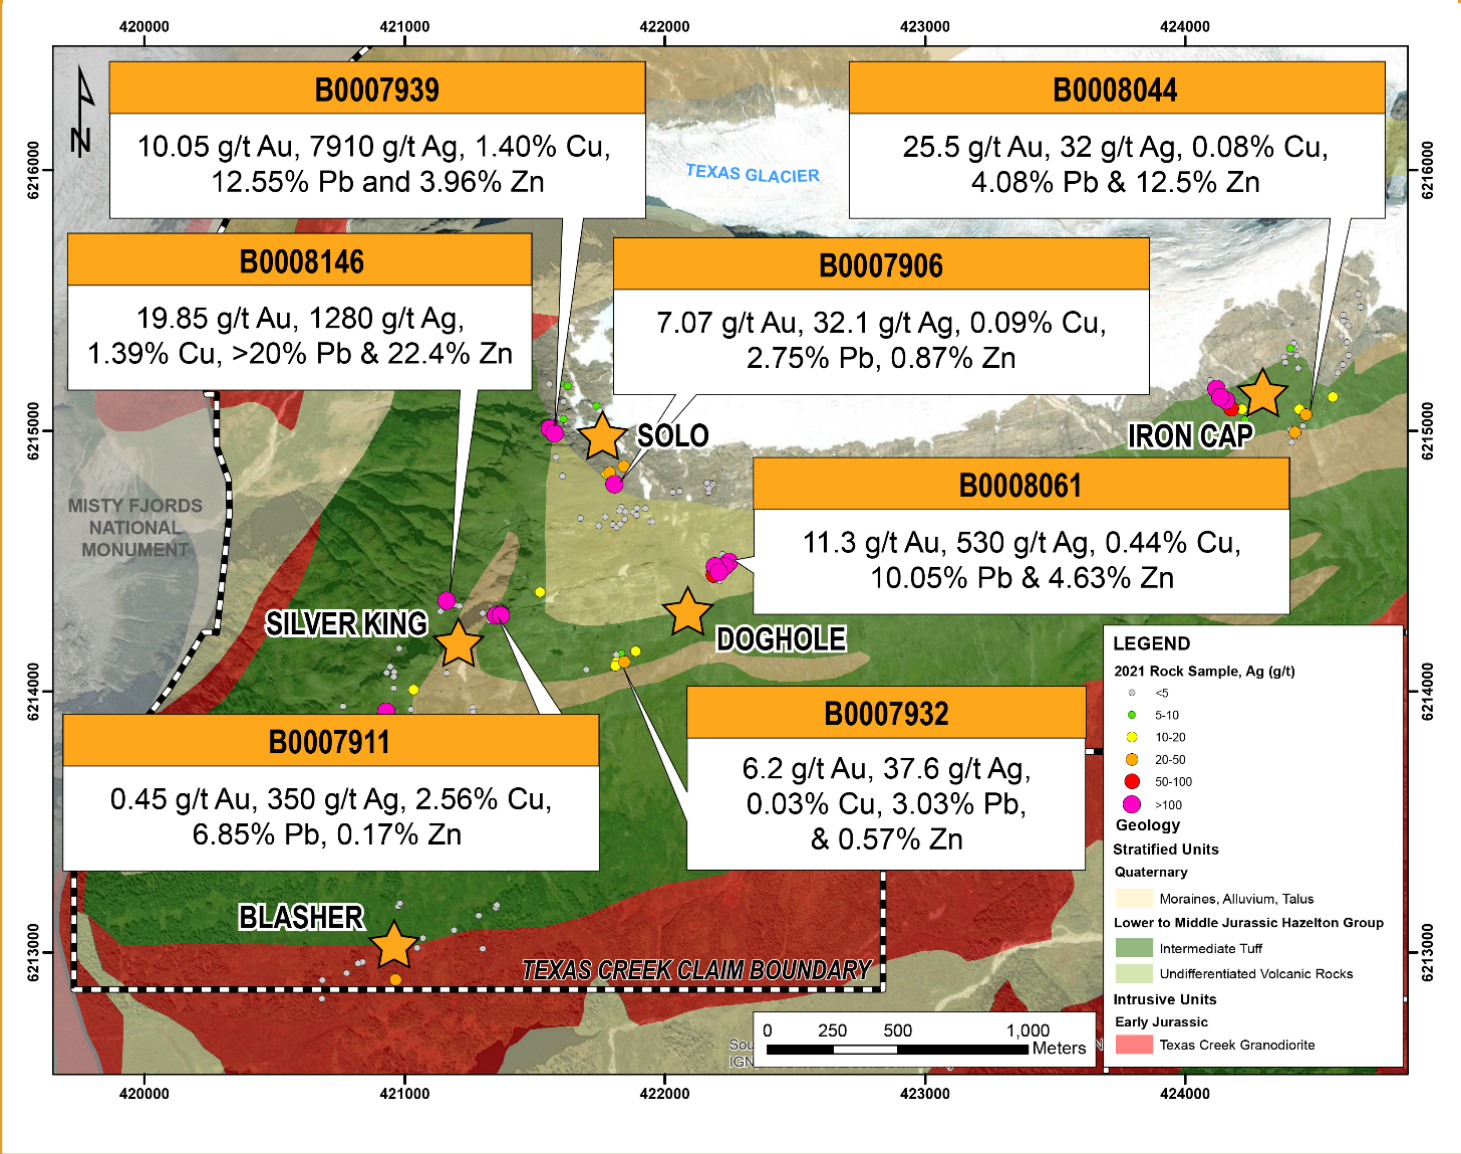 420000
421000
422000
423000
424000
B0007939
10.05 g/t Au, 7910 g/t Ag, 1.40% Cu,
12.55% Pb and 3.96% Zn
B0008044
25.5 g/t Au, 32 g/t Ag, 0.08% Cu,
4.08% Pb & 12.5% Zn
N
TEXAS GLACIER
6216000
6216000
B0008146
19.85 g/t Au, 1280 g/t Ag,
1.39% Cu, >20% Pb & 22.4% Zn
B0007906
7.07 g/t Au, 32.1 g/t Ag, 0.09% Cu,
2.75% Pb, 0.87% Zn
6215000
SOLO
IRON CAP
6215000
MISTY FJORDS
NATIONAL
MONUMENT
B0008061
11.3 g/t Au, 530 g/t Ag, 0.44% Cu,
10.05% Pb & 4.63% Zn
SILVER KING
DOGHOLE
6214000
6214000
B0007911
0.45 g/t Au, 350 g/t Ag, 2.56% Cu,
6.85% Pb, 0.17% Zn
B0007932
6.2 g/t Au, 37.6 g/t Ag,
0.03% Cu, 3.03% Pb,
& 0.57% Zn
LEGEND
2021 Rock Sample, Ag (g/t)
<5
5-10
10-20
20-50
50-100
>100
Geology
Stratified Units
Quaternary
Moraines, Alluvium, Talus
Lower to Middle Jurassic Hazelton Group
Intermediate Tuff
Undifferentiated Volcanic Rocks
Intrusive Units
Early Jurassic
Texas Creek Granodiorite
BLASHER
6213000
6213000
TEXAS CREEK CLAIM BOUNDARY
0 250 500 1,000
Meters
420000
421000
422000
423000
424000